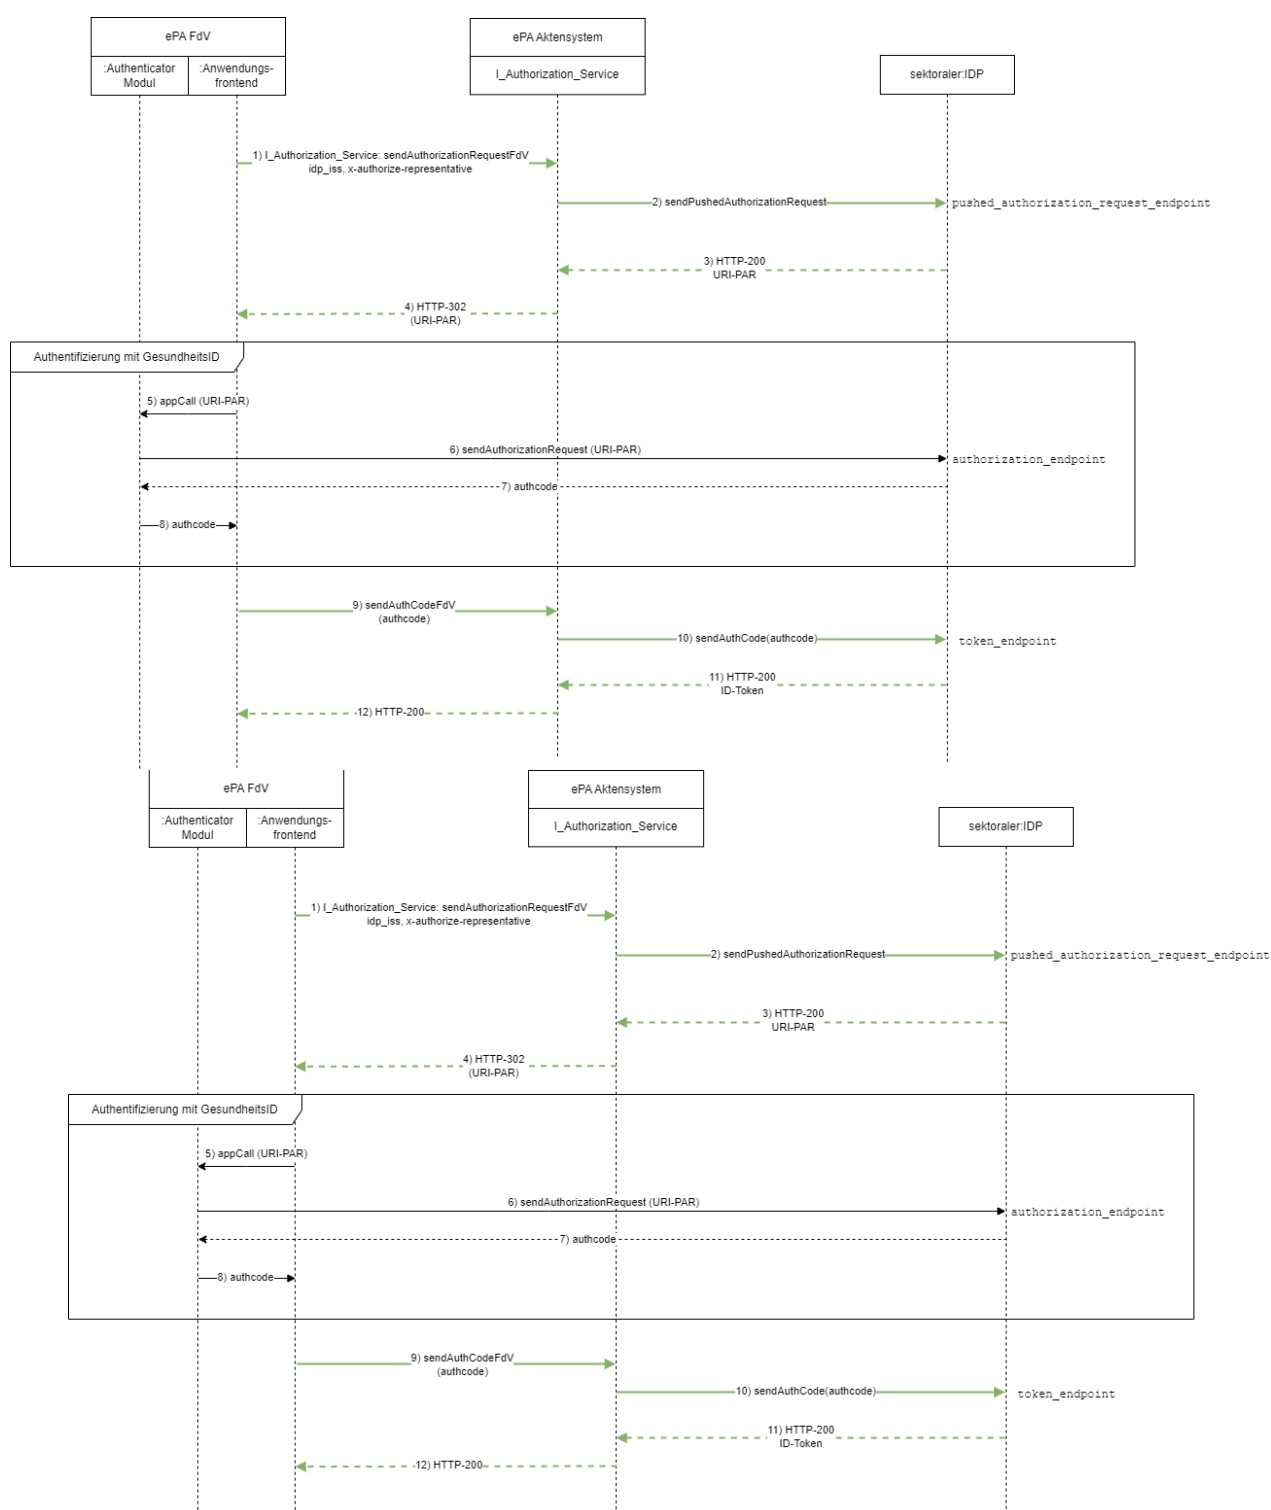 ePA FdV
ePA Aktensystem
:Authenticator
Modul
:Anwendungs-
frontend
I_Authorization_Service
sektoraler:IDP
1) I_Authorization_Service: sendAuthorizationRequestFdV
idp_iss, x-authorize-representative
2) sendPushedAuthorizationRequest
pushed_authorization_request_endpoint
3) HTTP-200
URI-PAR
4) HTTP-302
(URI-PAR)
Authentifizierung mit GesundheitsID
5) appCall (URI-PAR)
6) sendAuthorizationRequest (URI-PAR)
authorization_endpoint
7) authcode
8) authcode
9) sendAuthCodeFdV
(authcode)
10) sendAuthCode(authcode)
token_endpoint
11) HTTP-200
ID-Token
12) HTTP-200
ePA FdV
ePA Aktensystem
:Authenticator
Modul
:Anwendungs-
frontend
I_Authorization_Service
sektoraler:IDP
1) I_Authorization_Service: sendAuthorizationRequestFdV
idp_iss, x-authorize-representative
2) sendPushedAuthorizationRequest
pushed_authorization_request_endpoint
3) HTTP-200
URI-PAR
4) HTTP-302
(URI-PAR)
Authentifizierung mit GesundheitsID
5) appCall (URI-PAR)
6) sendAuthorizationRequest (URI-PAR)
authorization_endpoint
7) authcode
8) authcode
9) sendAuthCodeFdV
(authcode)
10) sendAuthCode(authcode)
token_endpoint
11) HTTP-200
ID-Token
12) HTTP-200